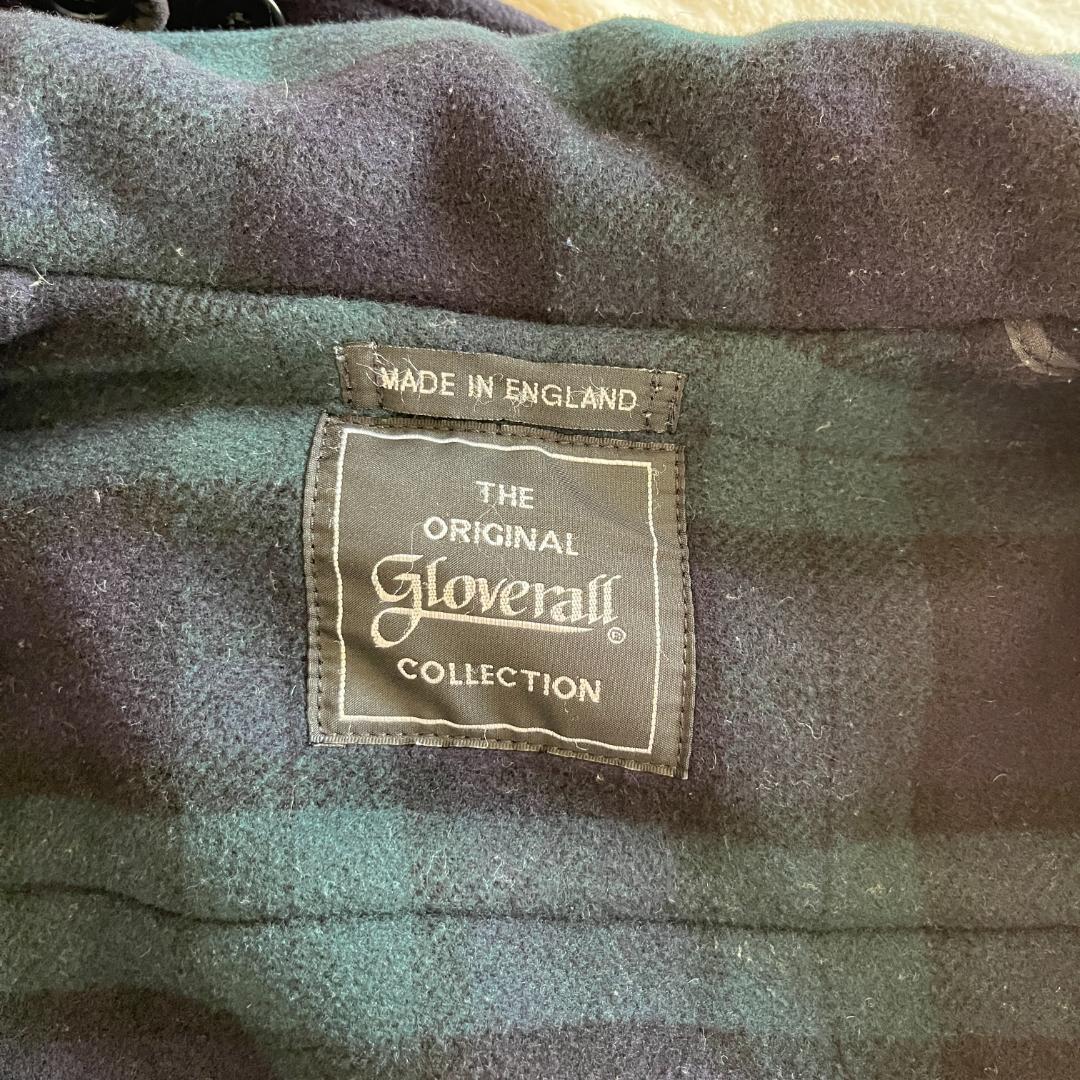 MADE IN ENGLAND
THE
ORIGINAL
Gloverall®
COLLECTION